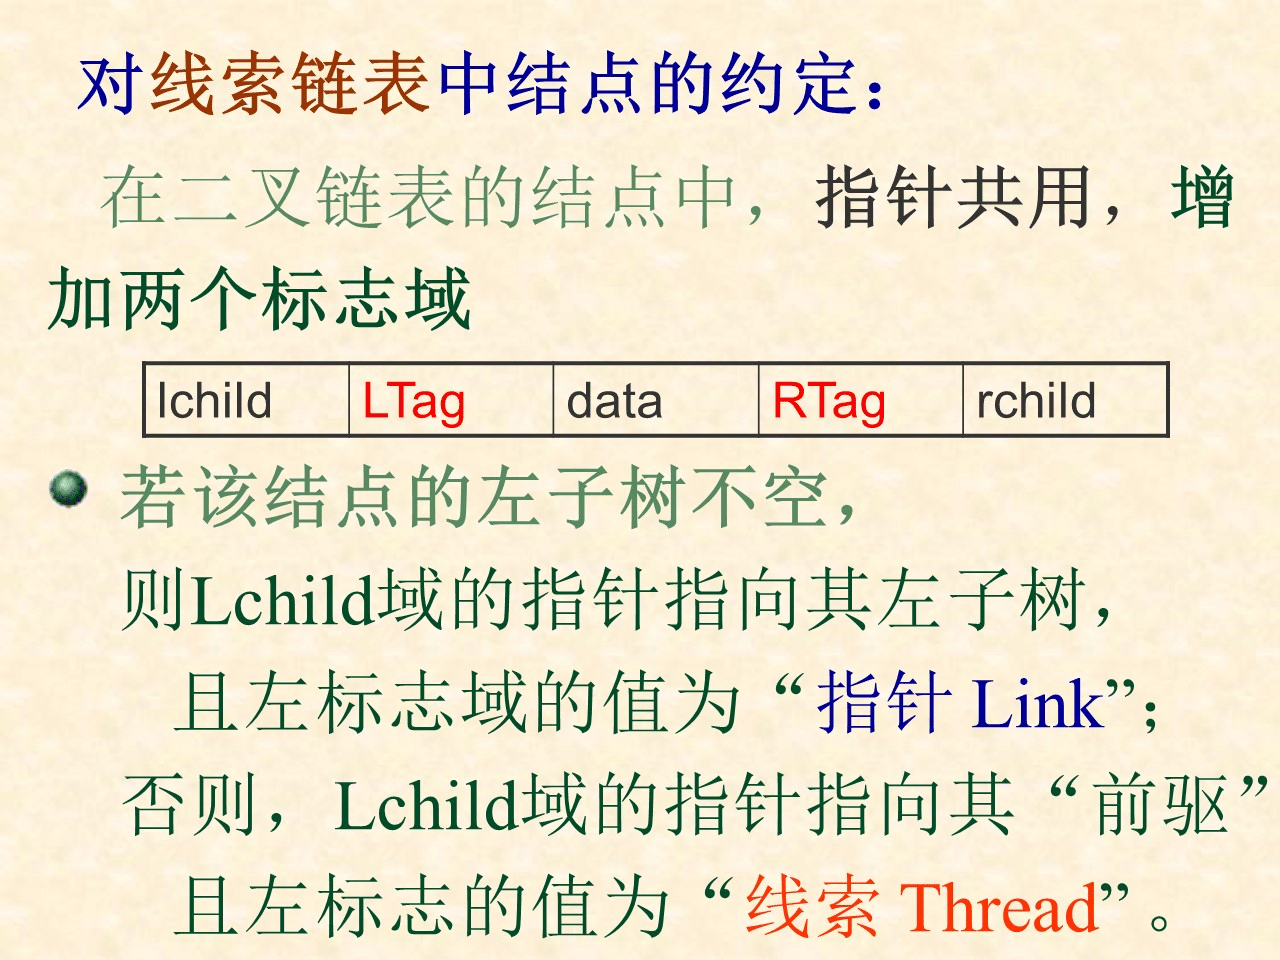 对线索链表中结点的约定：
在二叉链表的结点中，指针共用，增
加两个标志域
lchild LTag data RTag rchild
若该结点的左子树不空，
则Lchild域的指针指向其左子树，
且左标志域的值为“指针 Link”；
否则，Lchild域的指针指向其“前驱”
且左标志的值为“线索 Thread” 。